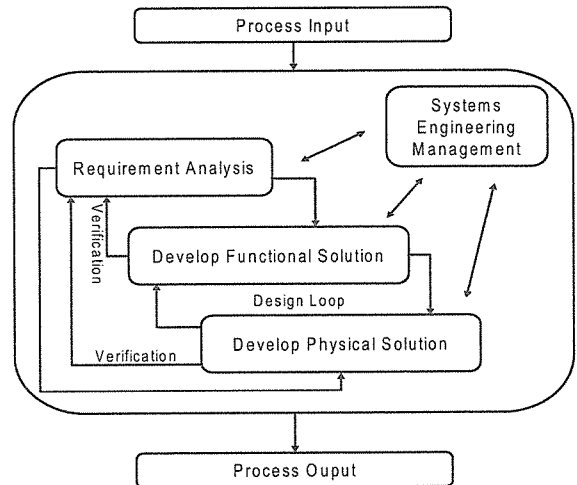 Process Input
Systems
Engineering
Management
Requirement Analysis
Verification
Develop Functional Solution
Design Loop
Develop Physical Solution
Verification
Process Ouput